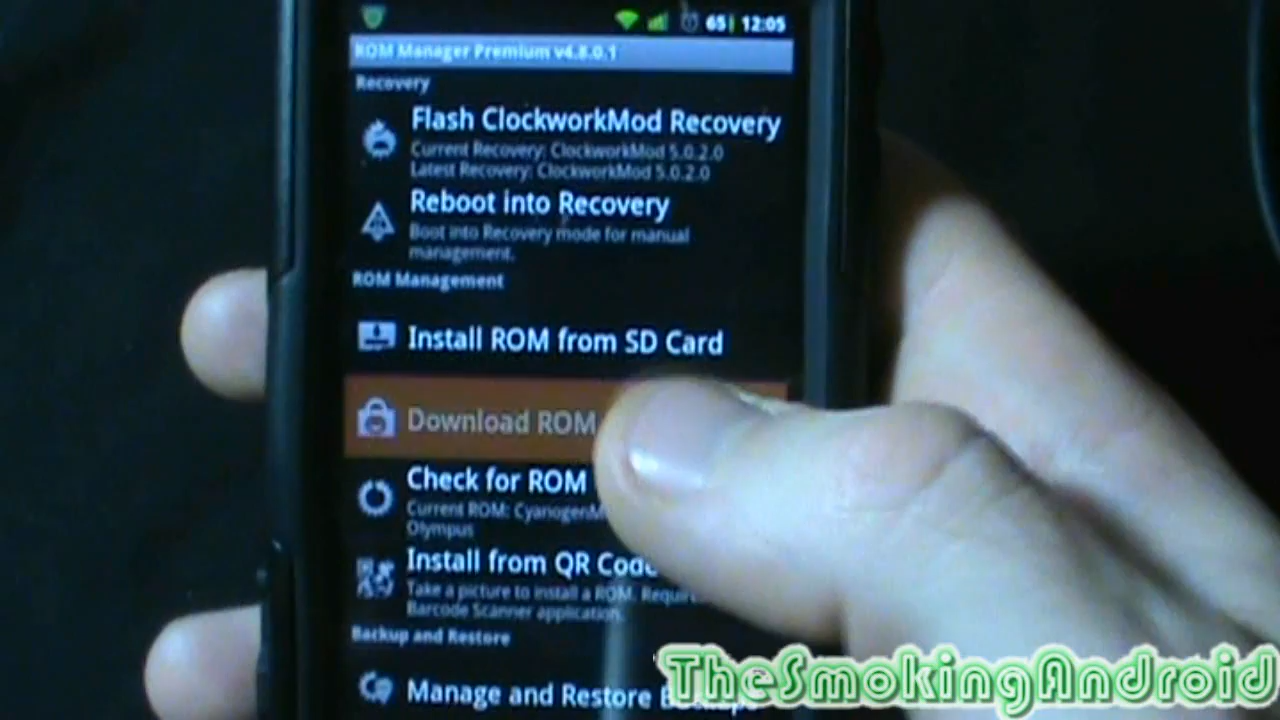 65 12:05
ROM Manager Premium v4.8.0.1
Recovery
Flash ClockworkMod Recovery
Current Recovery: ClockworkMod 5.0.2.0
Latest Recovery: ClockworkMod 5.0.2.0
Reboot into Recovery
Boot into Recovery mode for manual
management.
ROM Management
Install ROM from SD Card
Download ROM
Check for ROM
Current ROM: CyanogenM
Olympus
Install from QR Code
Take a picture to install a ROM. Requir
Barcode Scanner application.
Backup and Restore
Manage and Restore Backups
TheSmokingAndroid